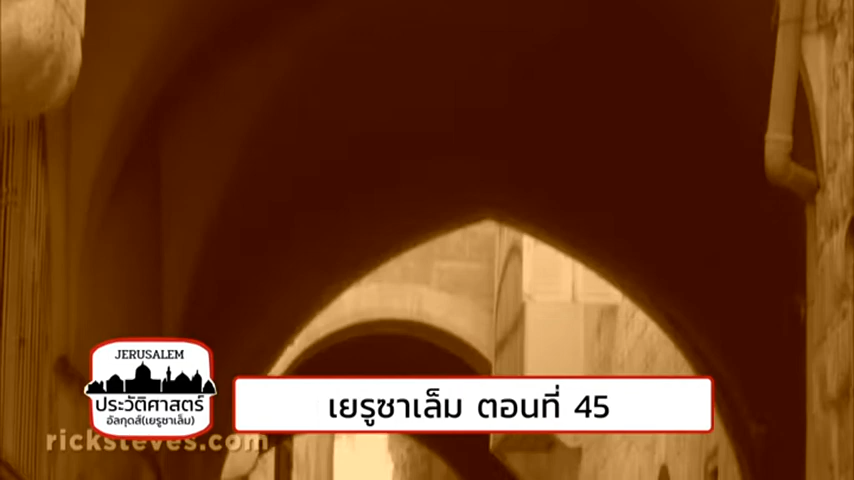 JERUSALEM
ประวัติศาสตร์
อัลกุดส์(เยรูซาเล็ม)
เยรูซาเล็ม ตอนที่ 45
ricksteves.com